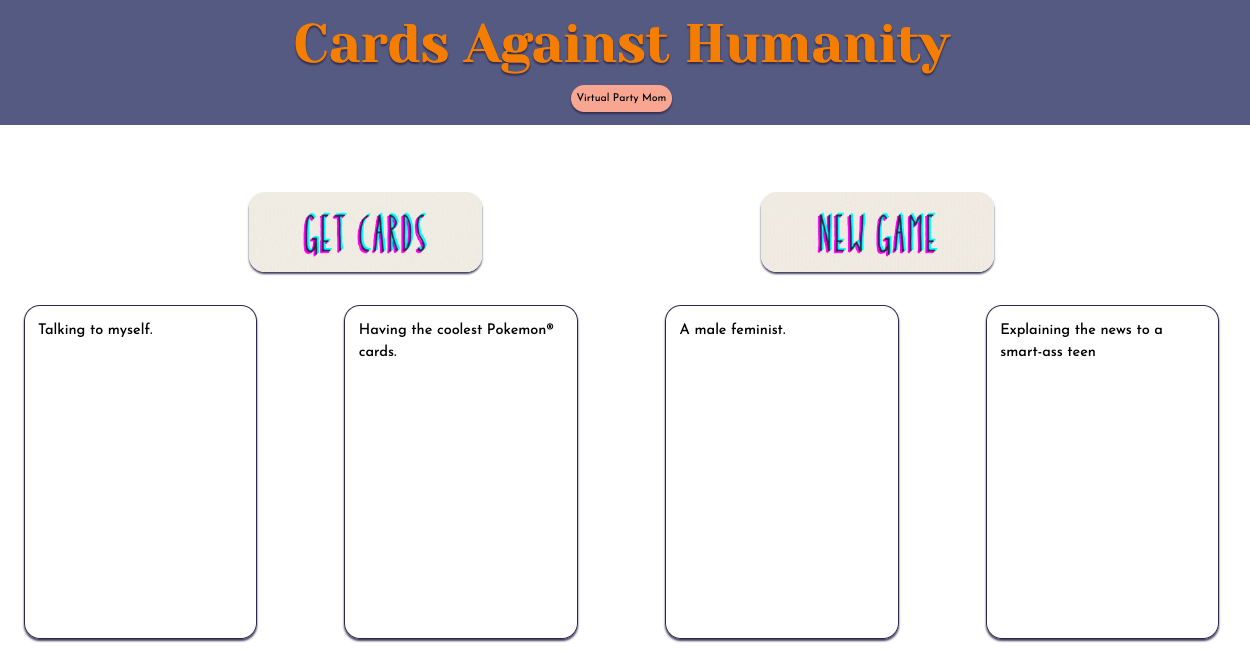 Cards Against Humanity
Virtual Party Mom
GET CARDS
NEW GAME
Talking to myself.
Having the coolest Pokemon®
cards.
A male feminist.
Explaining the news to a
smart-ass teen